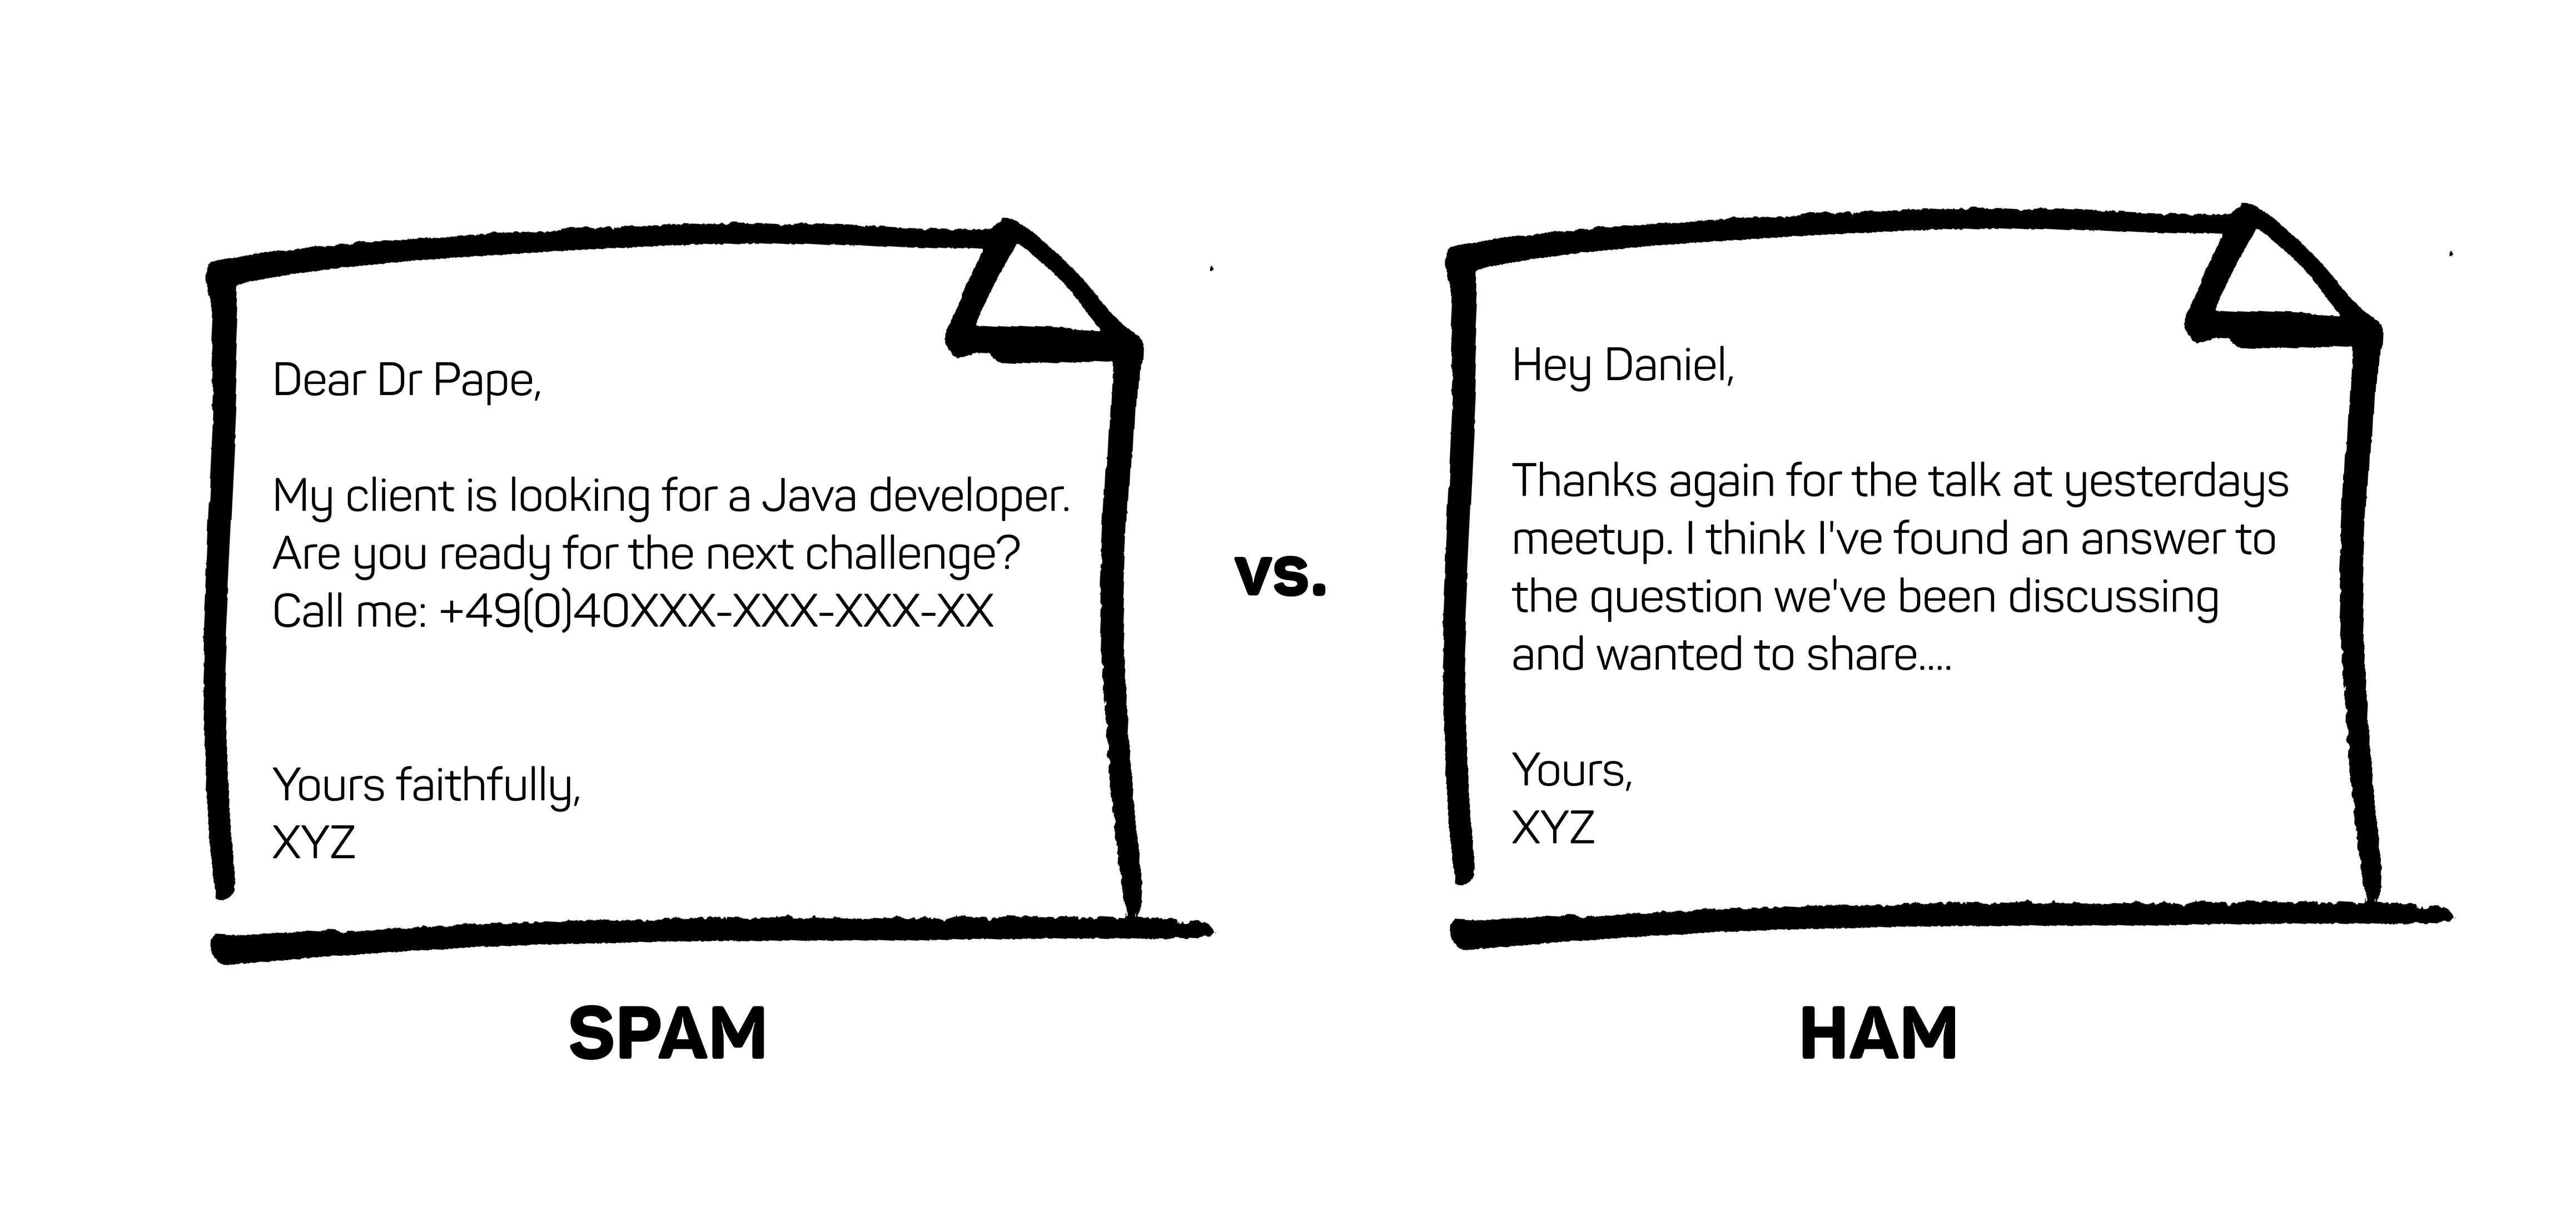 Dear Dr Pape,
My client is looking for a Java developer.
Are you ready for the next challenge?
Call me: +49(0)40XXX-XXX-XXX-XX
Yours faithfully,
XYZ
SPAM
vs.
Hey Daniel,
Thanks again for the talk at yesterdays
meetup. I think I've found an answer to
the question we've been discussing
and wanted to share....
Yours,
XYZ
HAM